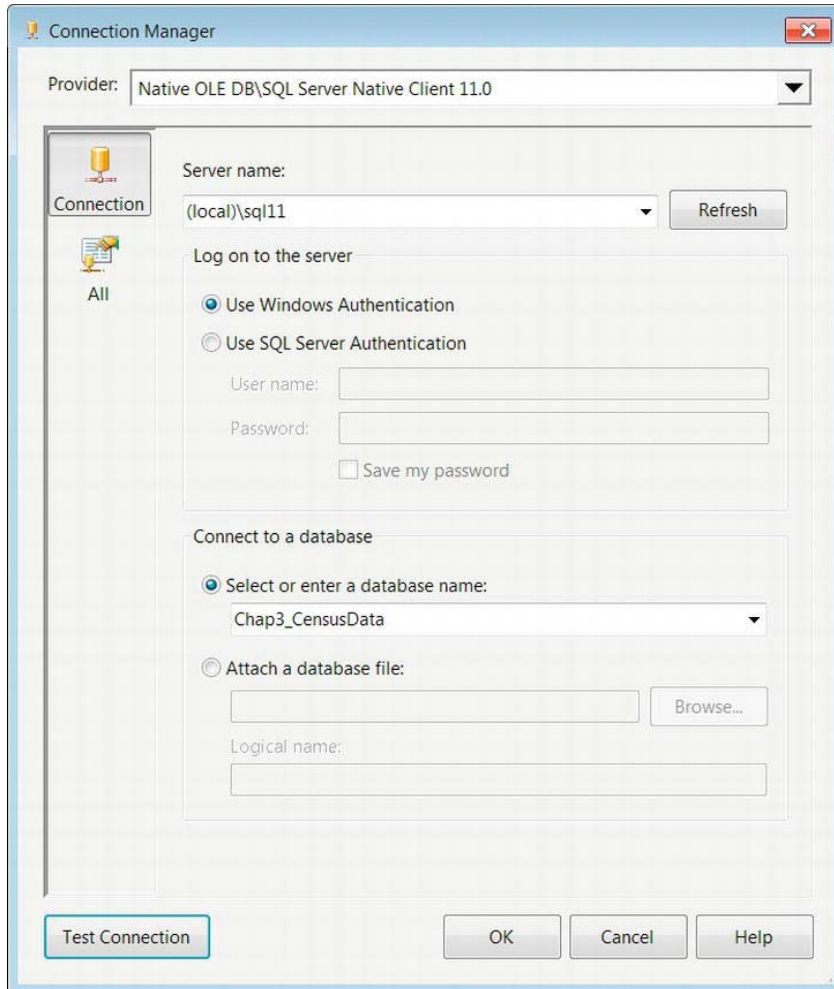 Connection Manager
Provider: Native OLE DB\SQL Server Native Client 11.0
Connection
All
Server name:
(local)\sql11
Refresh
Log on to the server
Use Windows Authentication
Use SQL Server Authentication
User name:
Password:
Save my password
Connect to a database
Select or enter a database name:
Chap3_CensusData
Attach a database file:
Browse...
Logical name:
Test Connection OK Cancel Help